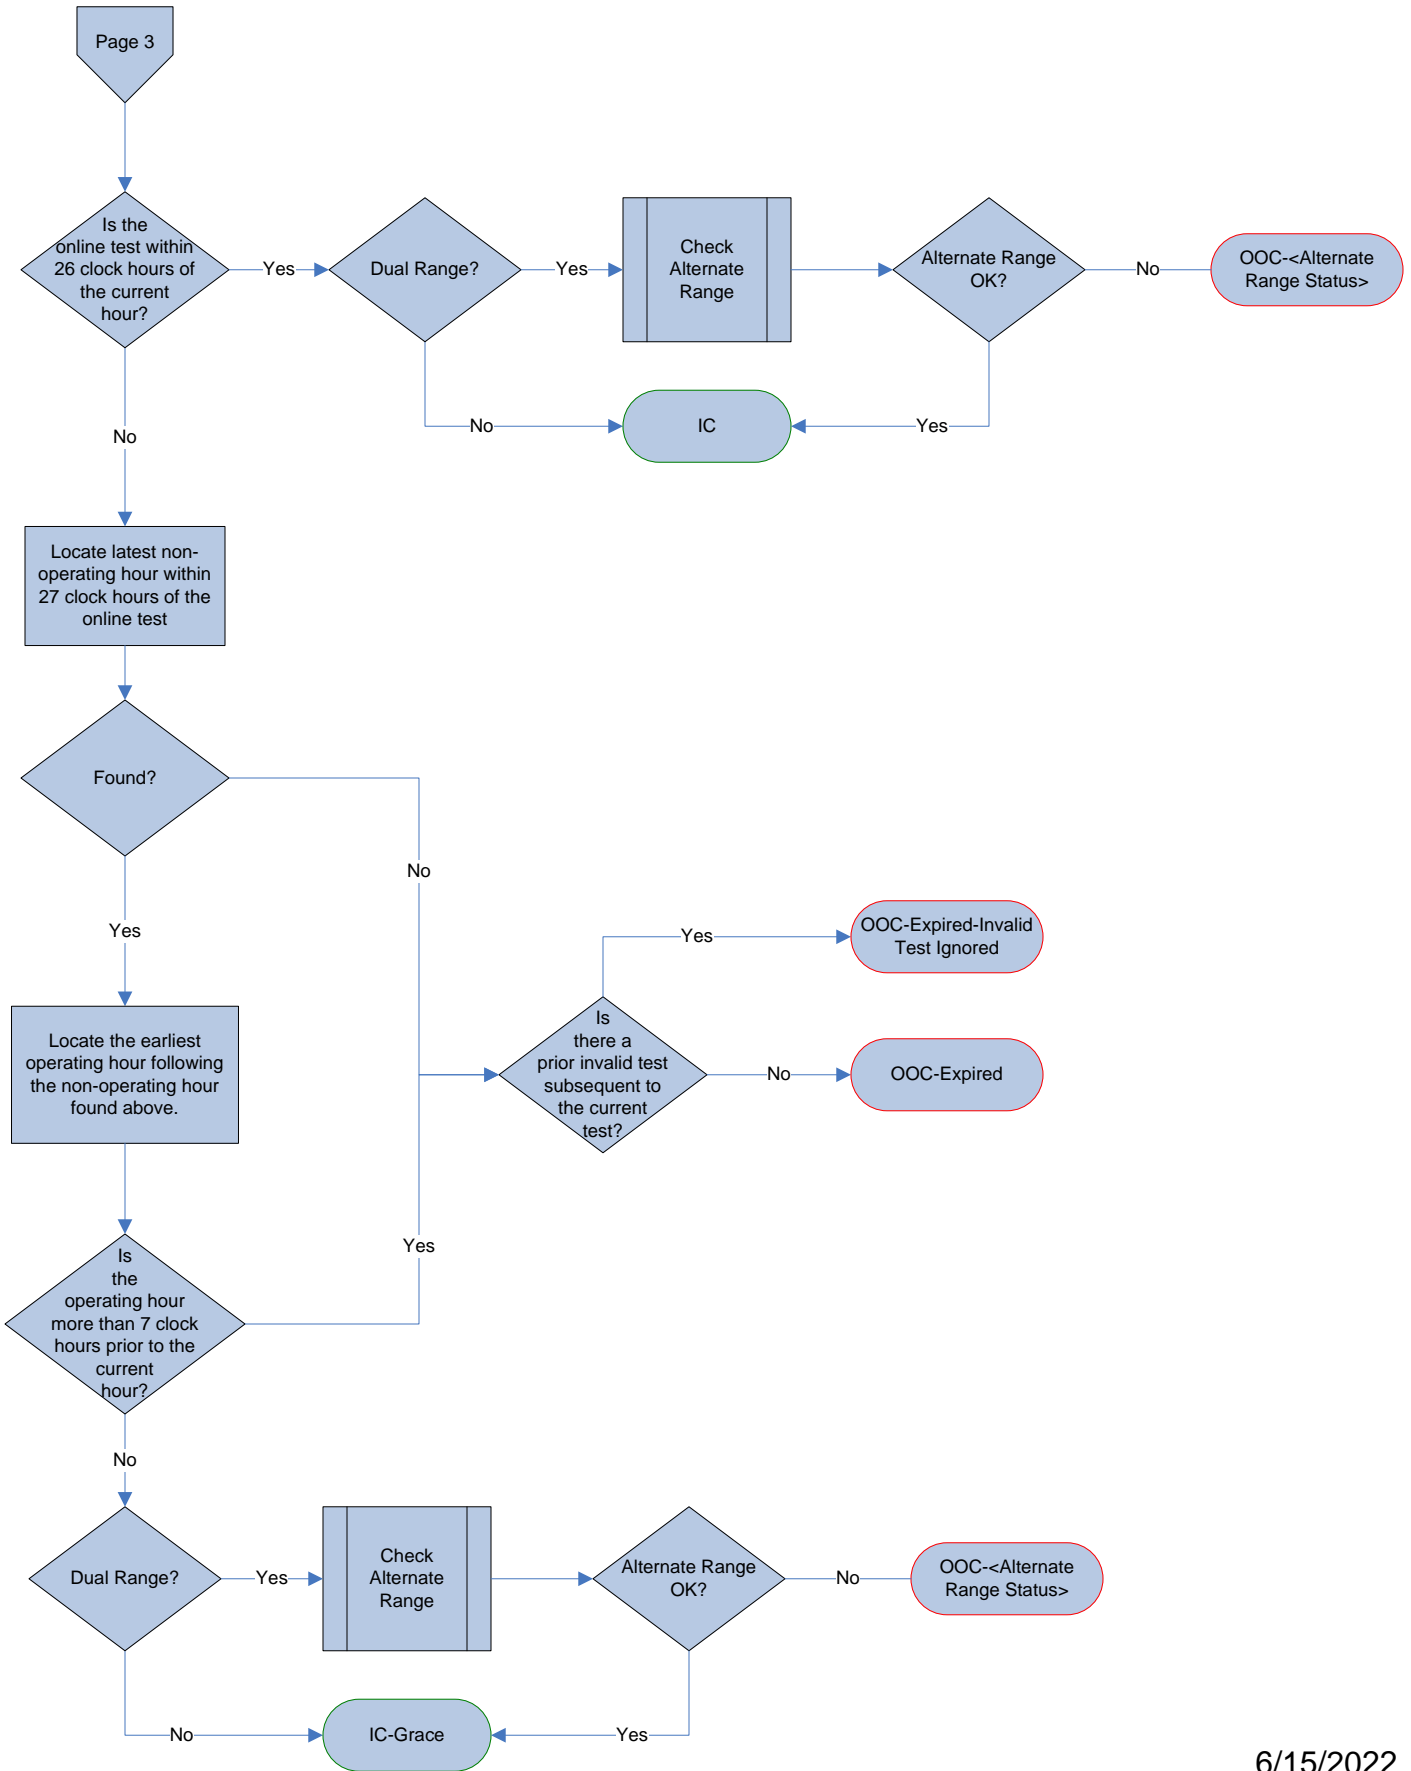 Page 3
Is the
online test within
26 clock hours of
the current
hour?
Yes
Dual Range?
Yes
Check
Alternate
Range
Alternate Range
OK?
No
OOC-<Alternate
Range Status>
No
No
IC
Yes
Locate latest non-
operating hour within
27 clock hours of the
online test
Found?
No
Yes
Yes
OOC-Expired-Invalid
Test Ignored
Locate the earliest
operating hour following
the non-operating hour
found above.
Is
there a
prior invalid test
subsequent to
the current
test?
No
OOC-Expired
Yes
Is
the
operating hour
more than 7 clock
hours prior to the
current
hour?
No
Dual Range?
Yes
Check
Alternate
Range
Alternate Range
OK?
No
OOC-<Alternate
Range Status>
No
IC-Grace
Yes
6/15/2022